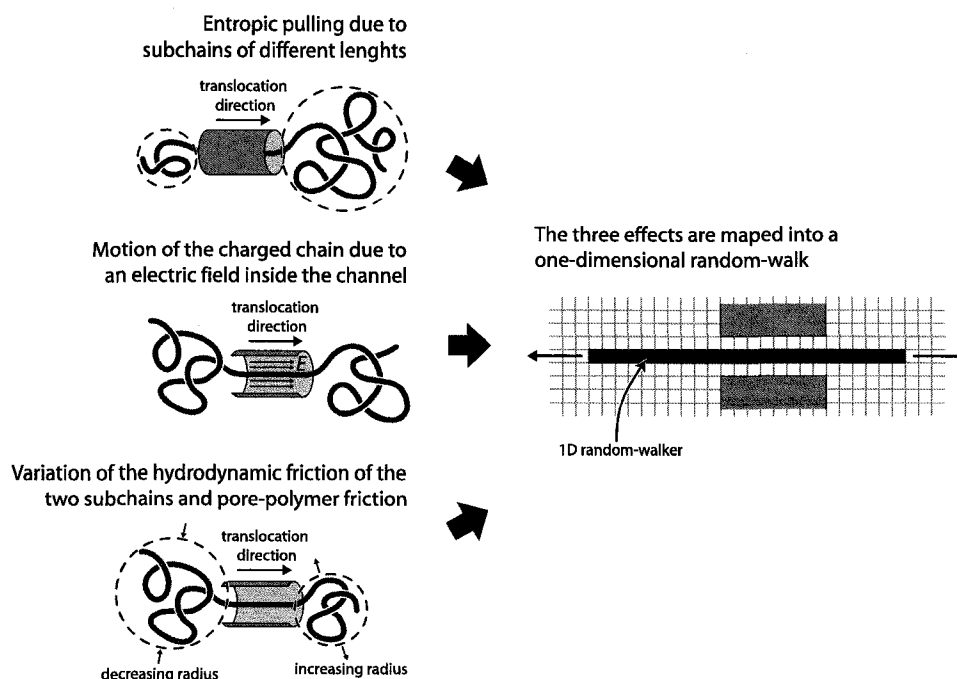 Entropic pulling due to
subchains of different lenghts
translocation
direction
Motion of the charged chain due to
an electric field inside the channel
translocation
direction
E
Variation of the hydrodynamic friction of the
two subchains and pore-polymer friction
translocation
direction
decreasing radius
increasing radius
The three effects are maped into a
one-dimensional random-walk
1D random-walker